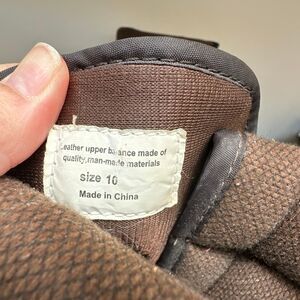 Leather upper balance made of
quality,man-made materials
size 10
Made in China